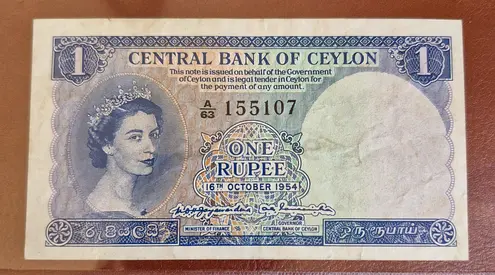 1 CENTRAL BANK OF CEYLON 1
This note is issued on behalf of the Government
of Ceylon and is legal tender in Ceylon for
the payment of any amount.
A/63 155107
ONE
RUPEE
16TH OCTOBER 1954
MINISTER OF FINANCE GOVERNOR
CENTRAL BANK OF CEYLON
රුපියලයි ஒரு ரூபாய்